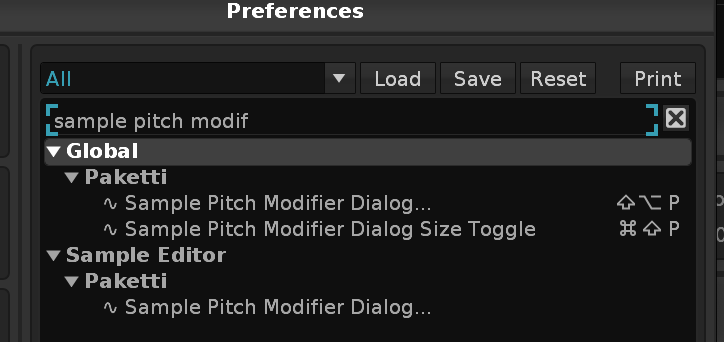 Preferences
All Load Save Reset Print
sample pitch modif
Global
Paketti
∿ Sample Pitch Modifier Dialog... ⇧⌥ P
∿ Sample Pitch Modifier Dialog Size Toggle ⌘⇧ P
Sample Editor
Paketti
∿ Sample Pitch Modifier Dialog...